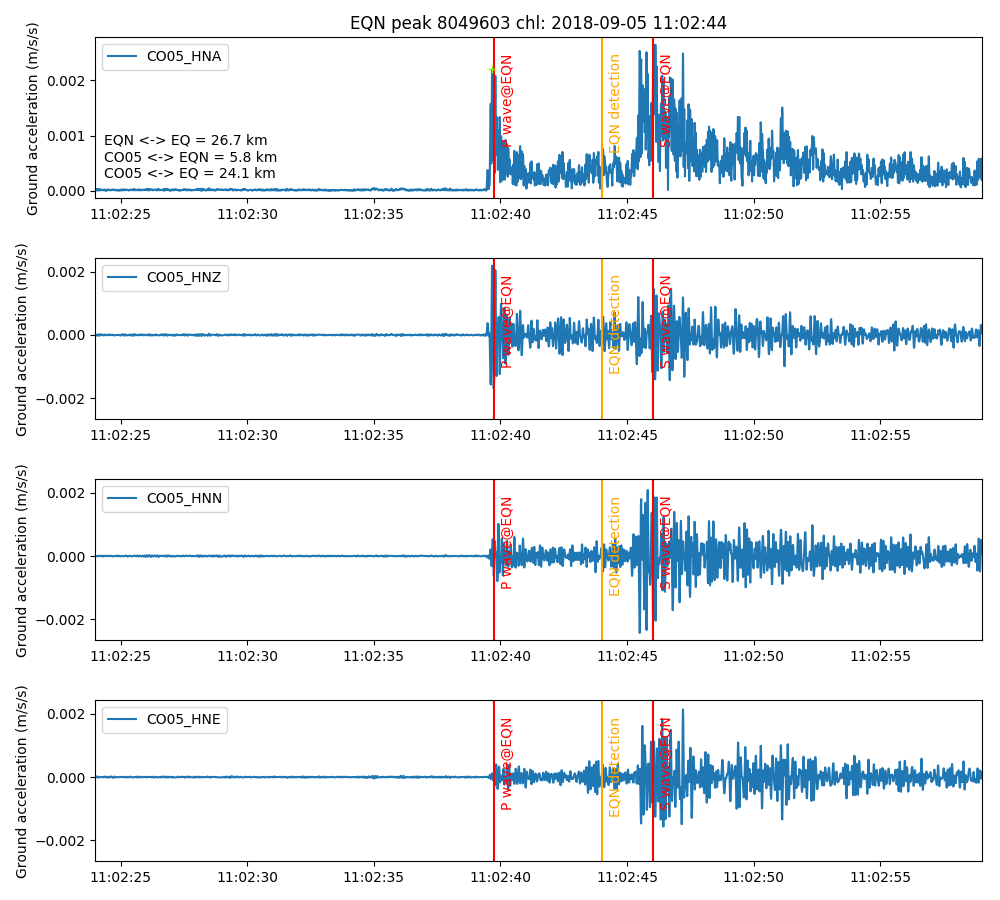 EQN peak 8049603 chl: 2018-09-05 11:02:44
Ground acceleration (m/s/s)
0.002
0.001
0.000
CO05_HNA
EQN <-> EQ = 26.7 km
CO05 <-> EQN = 5.8 km
CO05 <-> EQ = 24.1 km
P wave@EQN
EQN detection
S wave@EQN
11:02:25 11:02:30 11:02:35 11:02:40 11:02:45 11:02:50 11:02:55
Ground acceleration (m/s/s)
0.002
0.000
−0.002
CO05_HNZ
P wave@EQN
EQN detection
S wave@EQN
11:02:25 11:02:30 11:02:35 11:02:40 11:02:45 11:02:50 11:02:55
Ground acceleration (m/s/s)
0.002
0.000
−0.002
CO05_HNN
P wave@EQN
EQN detection
S wave@EQN
11:02:25 11:02:30 11:02:35 11:02:40 11:02:45 11:02:50 11:02:55
Ground acceleration (m/s/s)
0.002
0.000
−0.002
CO05_HNE
P wave@EQN
EQN detection
S wave@EQN
11:02:25 11:02:30 11:02:35 11:02:40 11:02:45 11:02:50 11:02:55